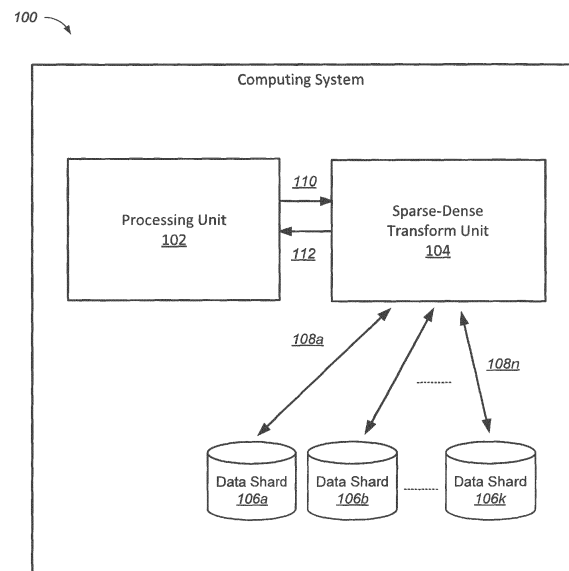 100
Computing System
Processing Unit
102
110
112
Sparse-Dense
Transform Unit
104
108a
108n
........
Data Shard
106a
Data Shard
106b
........
Data Shard
106k